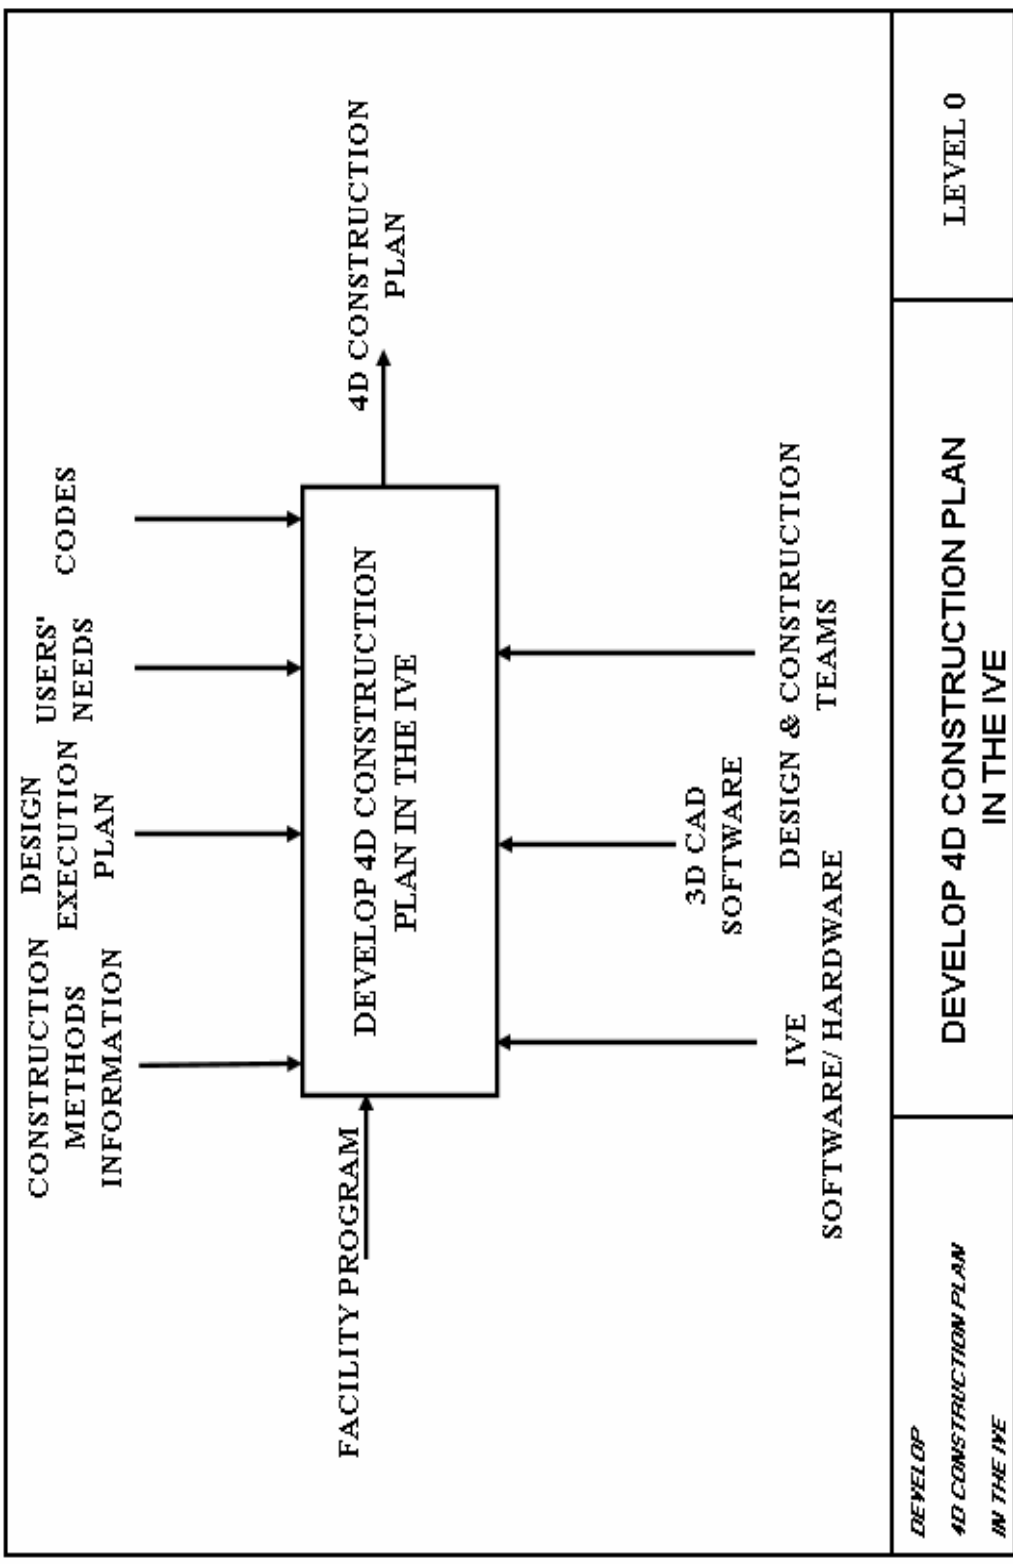 CONSTRUCTION
METHODS
INFORMATION
DESIGN
EXECUTION
PLAN
USERS'
NEEDS
CODES
FACILITY PROGRAM
DEVELOP 4D CONSTRUCTION
PLAN IN THE IVE
4D CONSTRUCTION
PLAN
IVE
SOFTWARE/ HARDWARE
3D CAD
SOFTWARE
DESIGN & CONSTRUCTION
TEAMS
DEVELOP
4D CONSTRUCTION PLAN
IN THE IVE
DEVELOP 4D CONSTRUCTION PLAN
IN THE IVE
LEVEL 0